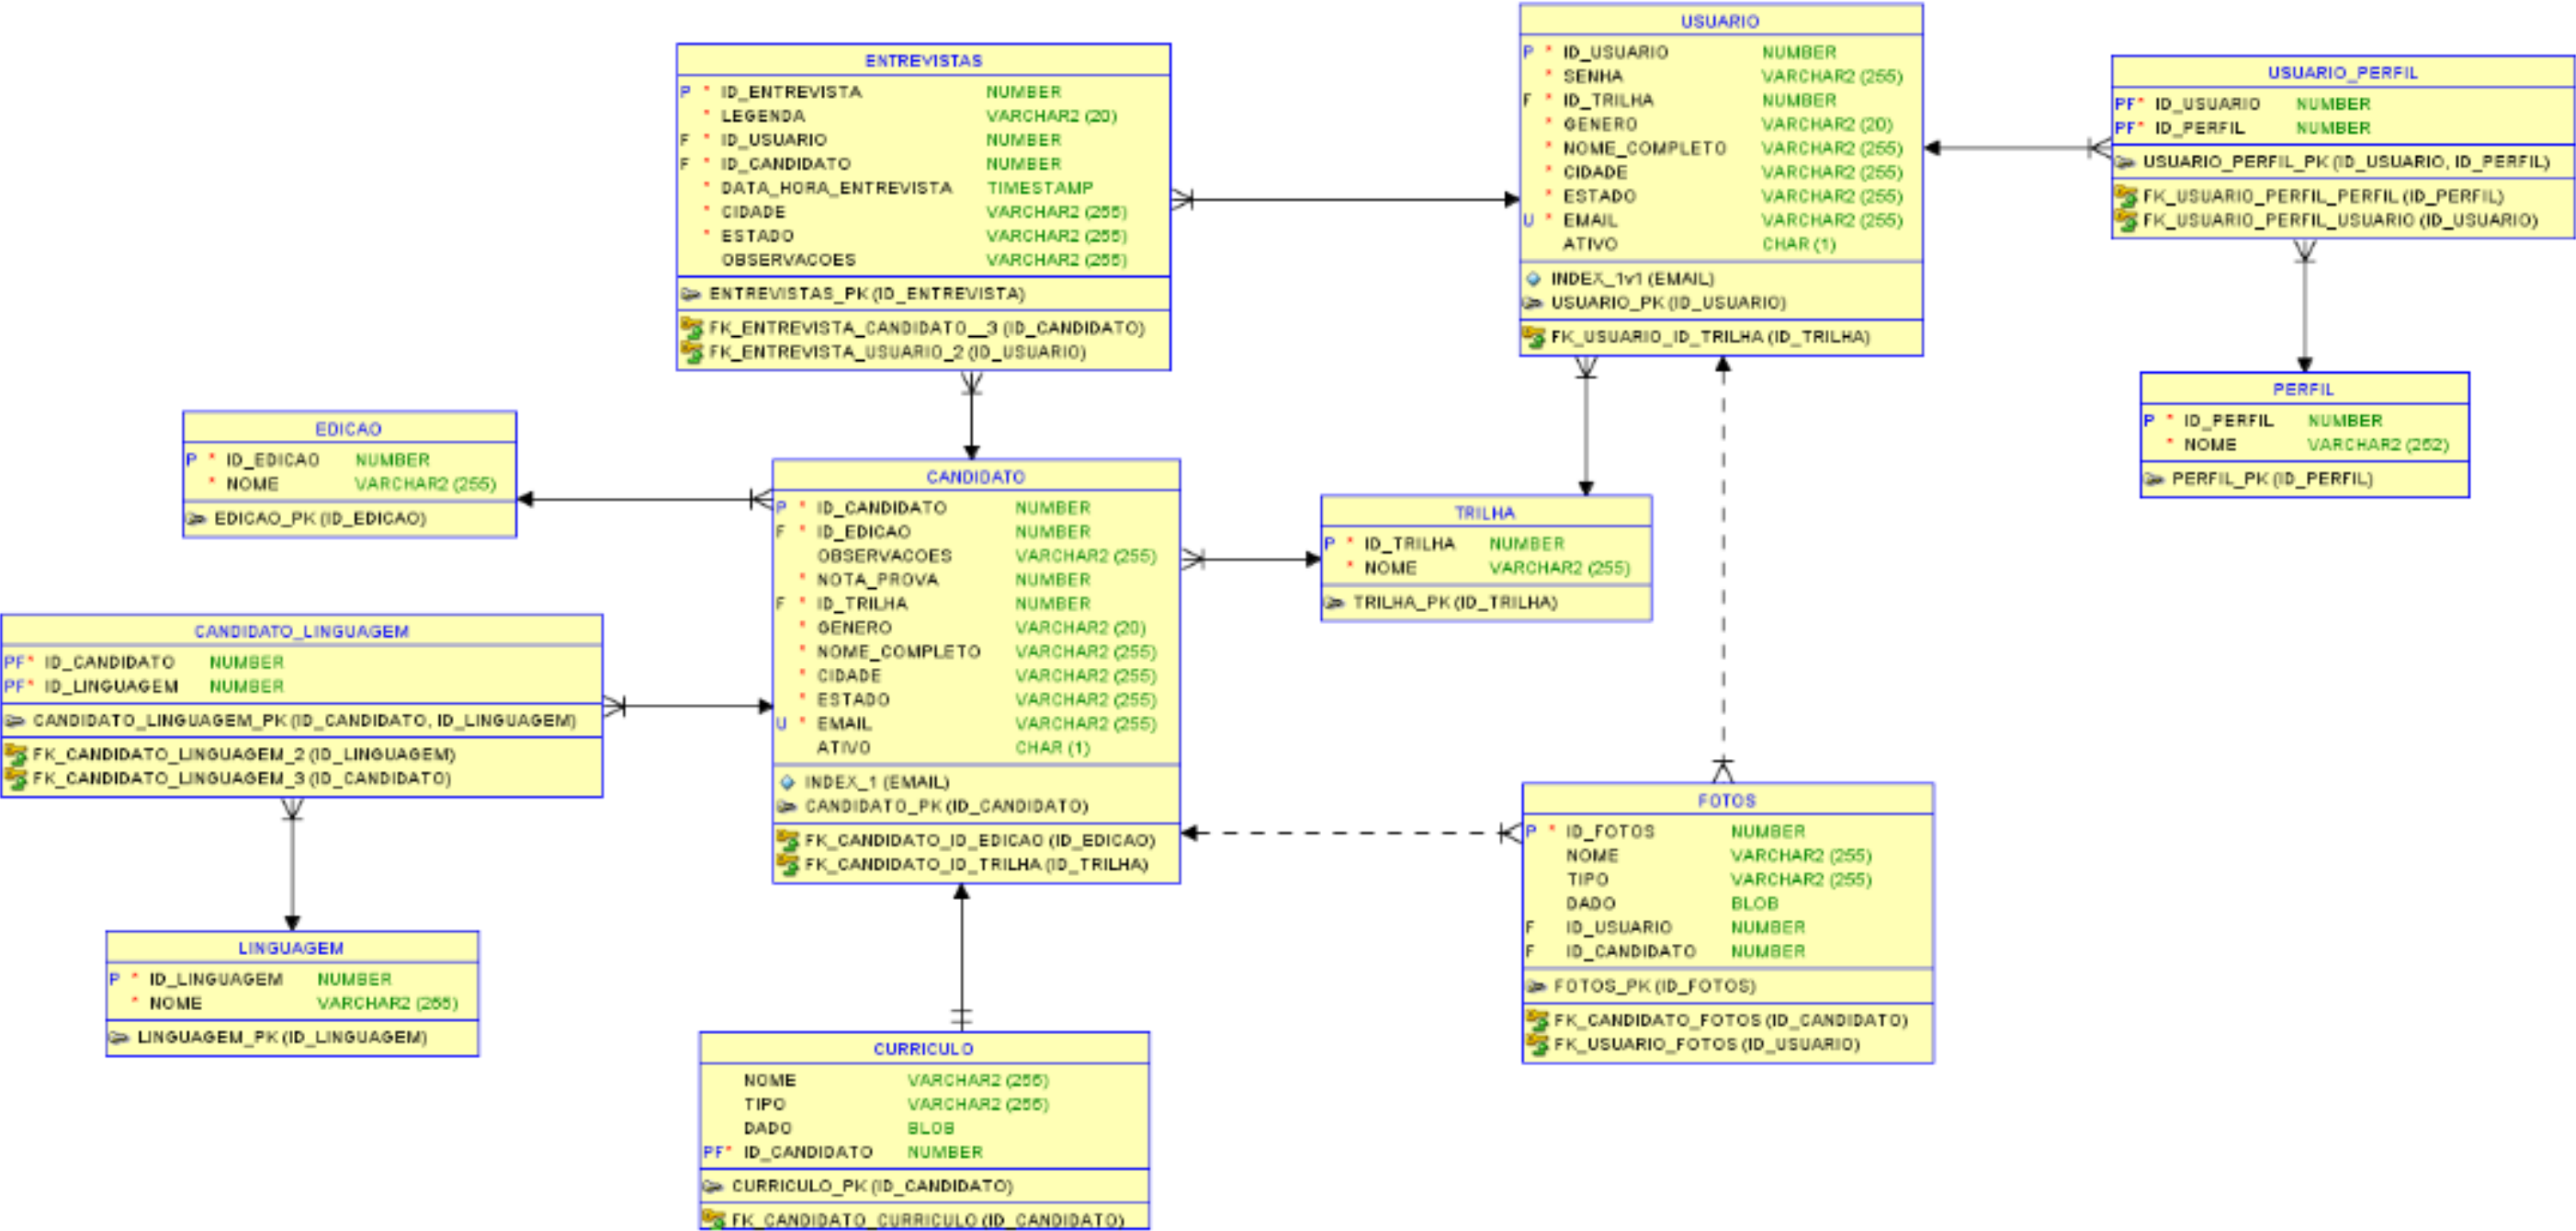 ENTREVISTAS
P * ID_ENTREVISTA NUMBER
* LEGENDA VARCHAR2 (20)
F * ID_USUARIO NUMBER
F * ID_CANDIDATO NUMBER
* DATA_HORA_ENTREVISTA TIMESTAMP
* CIDADE VARCHAR2 (255)
* ESTADO VARCHAR2 (255)
OBSERVACOES VARCHAR2 (255)
ENTREVISTAS_PK (ID_ENTREVISTA)
FK_ENTREVISTA_CANDIDATO__3 (ID_CANDIDATO)
FK_ENTREVISTA_USUARIO_2 (ID_USUARIO)
USUARIO
P * ID_USUARIO NUMBER
* SENHA VARCHAR2 (255)
F * ID_TRILHA NUMBER
* GENERO VARCHAR2 (20)
* NOME_COMPLETO VARCHAR2 (255)
* CIDADE VARCHAR2 (255)
* ESTADO VARCHAR2 (255)
U * EMAIL VARCHAR2 (255)
ATIVO CHAR (1)
INDEX_1v1 (EMAIL)
USUARIO_PK (ID_USUARIO)
FK_USUARIO_ID_TRILHA (ID_TRILHA)
USUARIO_PERFIL
PF* ID_USUARIO NUMBER
PF* ID_PERFIL NUMBER
USUARIO_PERFIL_PK (ID_USUARIO, ID_PERFIL)
FK_USUARIO_PERFIL_PERFIL (ID_PERFIL)
FK_USUARIO_PERFIL_USUARIO (ID_USUARIO)
PERFIL
P * ID_PERFIL NUMBER
* NOME VARCHAR2 (252)
PERFIL_PK (ID_PERFIL)
EDICAO
P * ID_EDICAO NUMBER
* NOME VARCHAR2 (255)
EDICAO_PK (ID_EDICAO)
CANDIDATO
P * ID_CANDIDATO NUMBER
F * ID_EDICAO NUMBER
OBSERVACOES VARCHAR2 (255)
* NOTA_PROVA NUMBER
F * ID_TRILHA NUMBER
* GENERO VARCHAR2 (20)
* NOME_COMPLETO VARCHAR2 (255)
* CIDADE VARCHAR2 (255)
* ESTADO VARCHAR2 (255)
U * EMAIL VARCHAR2 (255)
ATIVO CHAR (1)
INDEX_1 (EMAIL)
CANDIDATO_PK (ID_CANDIDATO)
FK_CANDIDATO_ID_EDICAO (ID_EDICAO)
FK_CANDIDATO_ID_TRILHA (ID_TRILHA)
TRILHA
P * ID_TRILHA NUMBER
* NOME VARCHAR2 (255)
TRILHA_PK (ID_TRILHA)
CANDIDATO_LINGUAGEM
PF* ID_CANDIDATO NUMBER
PF* ID_LINGUAGEM NUMBER
CANDIDATO_LINGUAGEM_PK (ID_CANDIDATO, ID_LINGUAGEM)
FK_CANDIDATO_LINGUAGEM_2 (ID_LINGUAGEM)
FK_CANDIDATO_LINGUAGEM_3 (ID_CANDIDATO)
LINGUAGEM
P * ID_LINGUAGEM NUMBER
* NOME VARCHAR2 (255)
LINGUAGEM_PK (ID_LINGUAGEM)
FOTOS
P * ID_FOTOS NUMBER
NOME VARCHAR2 (255)
TIPO VARCHAR2 (255)
DADO BLOB
F ID_USUARIO NUMBER
F ID_CANDIDATO NUMBER
FOTOS_PK (ID_FOTOS)
FK_CANDIDATO_FOTOS (ID_CANDIDATO)
FK_USUARIO_FOTOS (ID_USUARIO)
CURRICULO
NOME VARCHAR2 (255)
TIPO VARCHAR2 (255)
DADO BLOB
PF* ID_CANDIDATO NUMBER
CURRICULO_PK (ID_CANDIDATO)
FK_CANDIDATO_CURRICULO (ID_CANDIDATO)